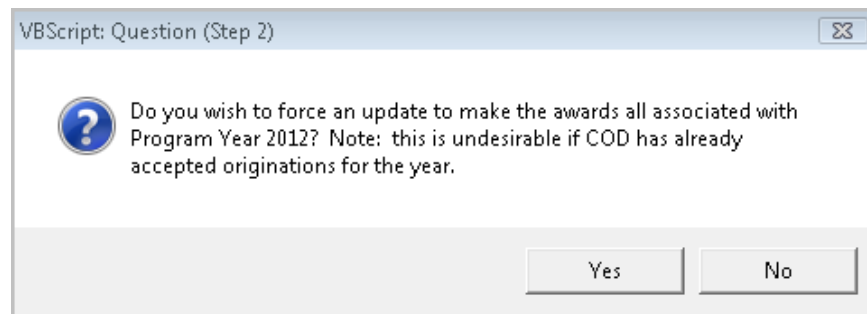 VBScript: Question (Step 2)
Do you wish to force an update to make the awards all associated with
Program Year 2012?  Note:  this is undesirable if COD has already
accepted originations for the year.
Yes
No